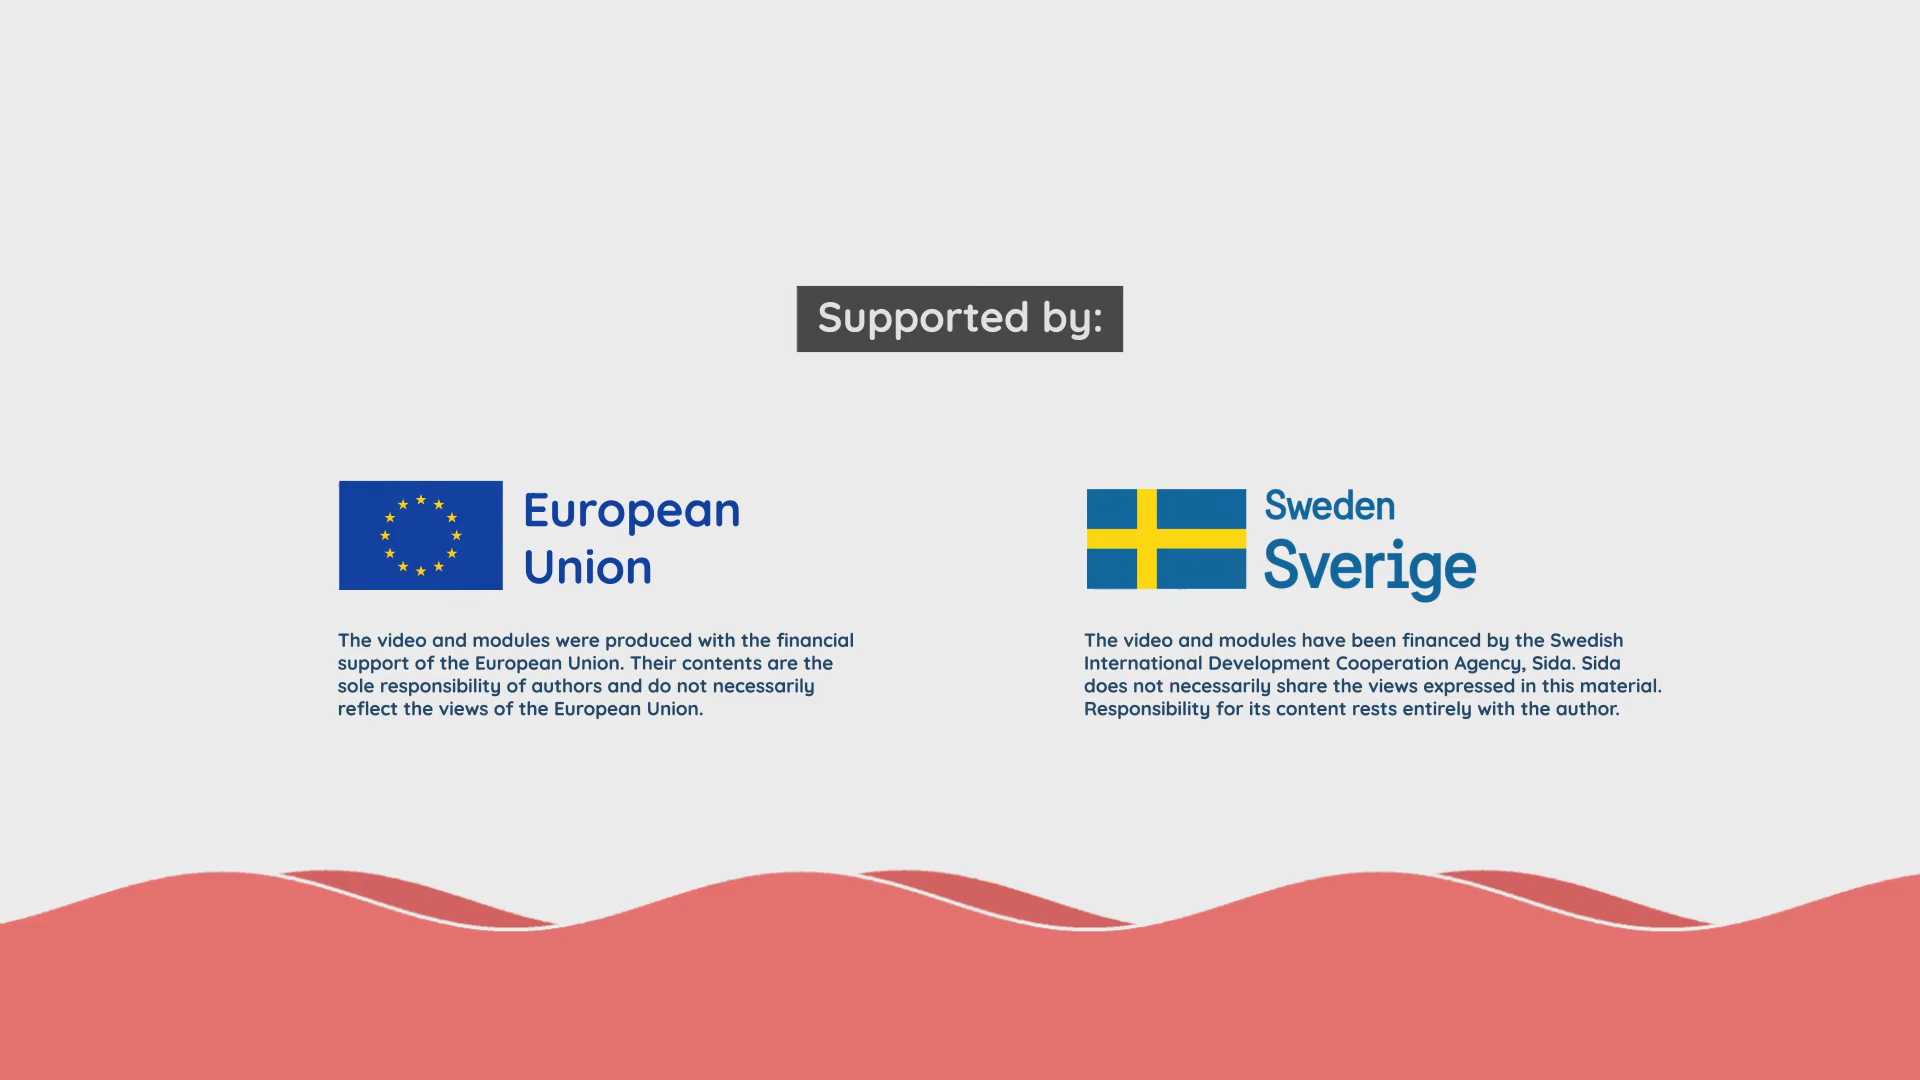 Supported by:
European
Union
The video and modules were produced with the financial
support of the European Union. Their contents are the
sole responsibility of authors and do not necessarily
reflect the views of the European Union.
Sweden
Sverige
The video and modules have been financed by the Swedish
International Development Cooperation Agency, Sida. Sida
does not necessarily share the views expressed in this material.
Responsibility for its content rests entirely with the author.